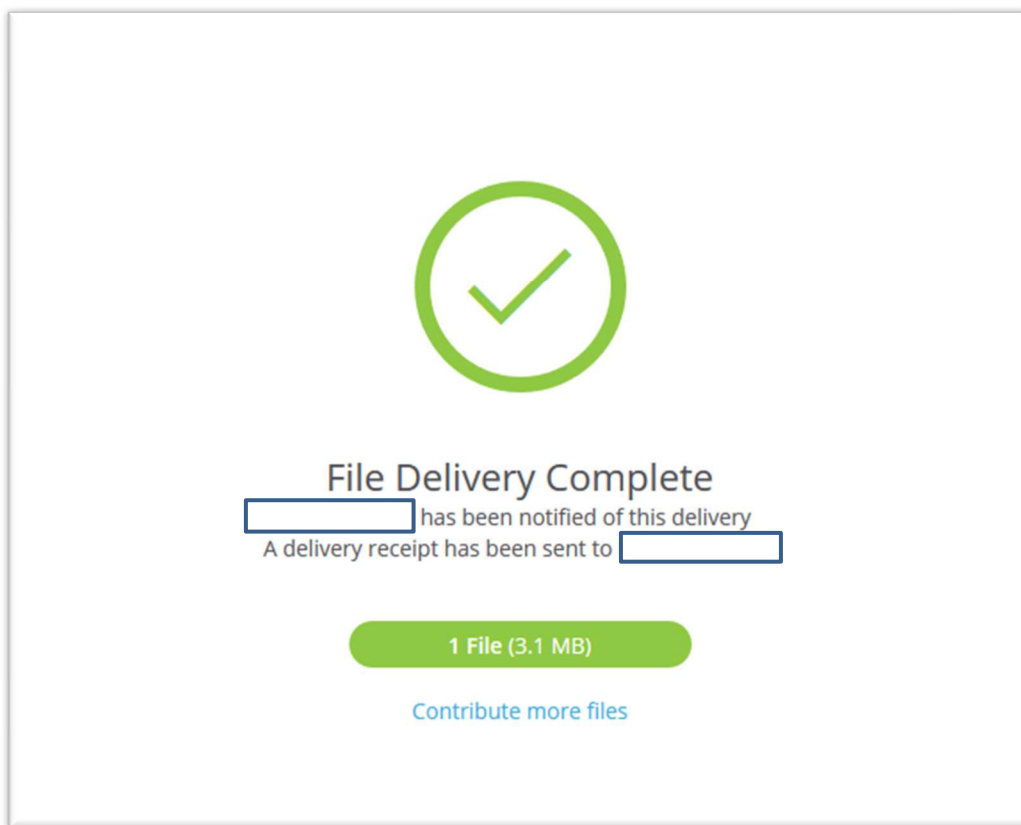 File Delivery Complete
has been notified of this delivery
A delivery receipt has been sent to
1 File (3.1 MB)
Contribute more files